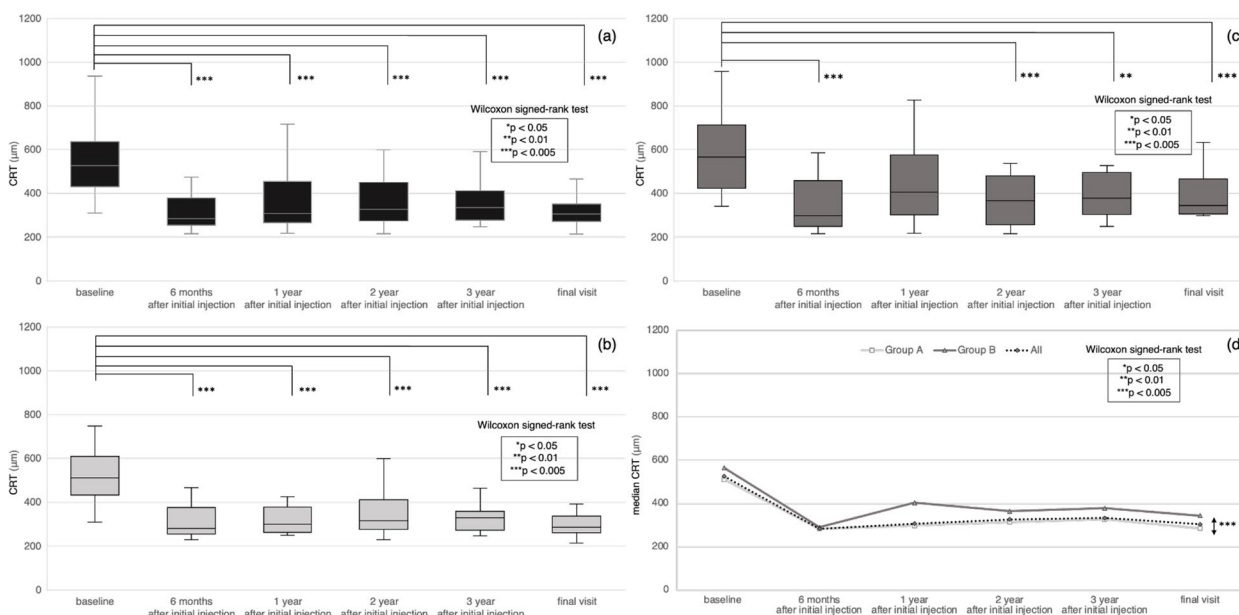 1200
1000
800
600
400
200
0
CRT (μm)
(a)
***
***
***
***
***
Wilcoxon signed-rank test
*p < 0.05
**p < 0.01
***p < 0.005
baseline
6 months
after initial injection
1 year
after initial injection
2 year
after initial injection
3 year
after initial injection
final visit
1200
1000
800
600
400
200
0
CRT (μm)
(c)
***
***
**
***
Wilcoxon signed-rank test
*p < 0.05
**p < 0.01
***p < 0.005
baseline
6 months
after initial injection
1 year
after initial injection
2 year
after initial injection
3 year
after initial injection
final visit
1200
1000
800
600
400
200
0
CRT (μm)
(b)
***
***
***
***
***
Wilcoxon signed-rank test
*p < 0.05
**p < 0.01
***p < 0.005
baseline
6 months
after initial injection
1 year
after initial injection
2 year
after initial injection
3 year
after initial injection
final visit
1200
1000
800
600
400
200
0
median CRT (μm)
(d)
Group A
Group B
All
Wilcoxon signed-rank test
*p < 0.05
**p < 0.01
***p < 0.005
***
baseline
6 months
after initial injection
1 year
after initial injection
2 year
after initial injection
3 year
after initial injection
final visit